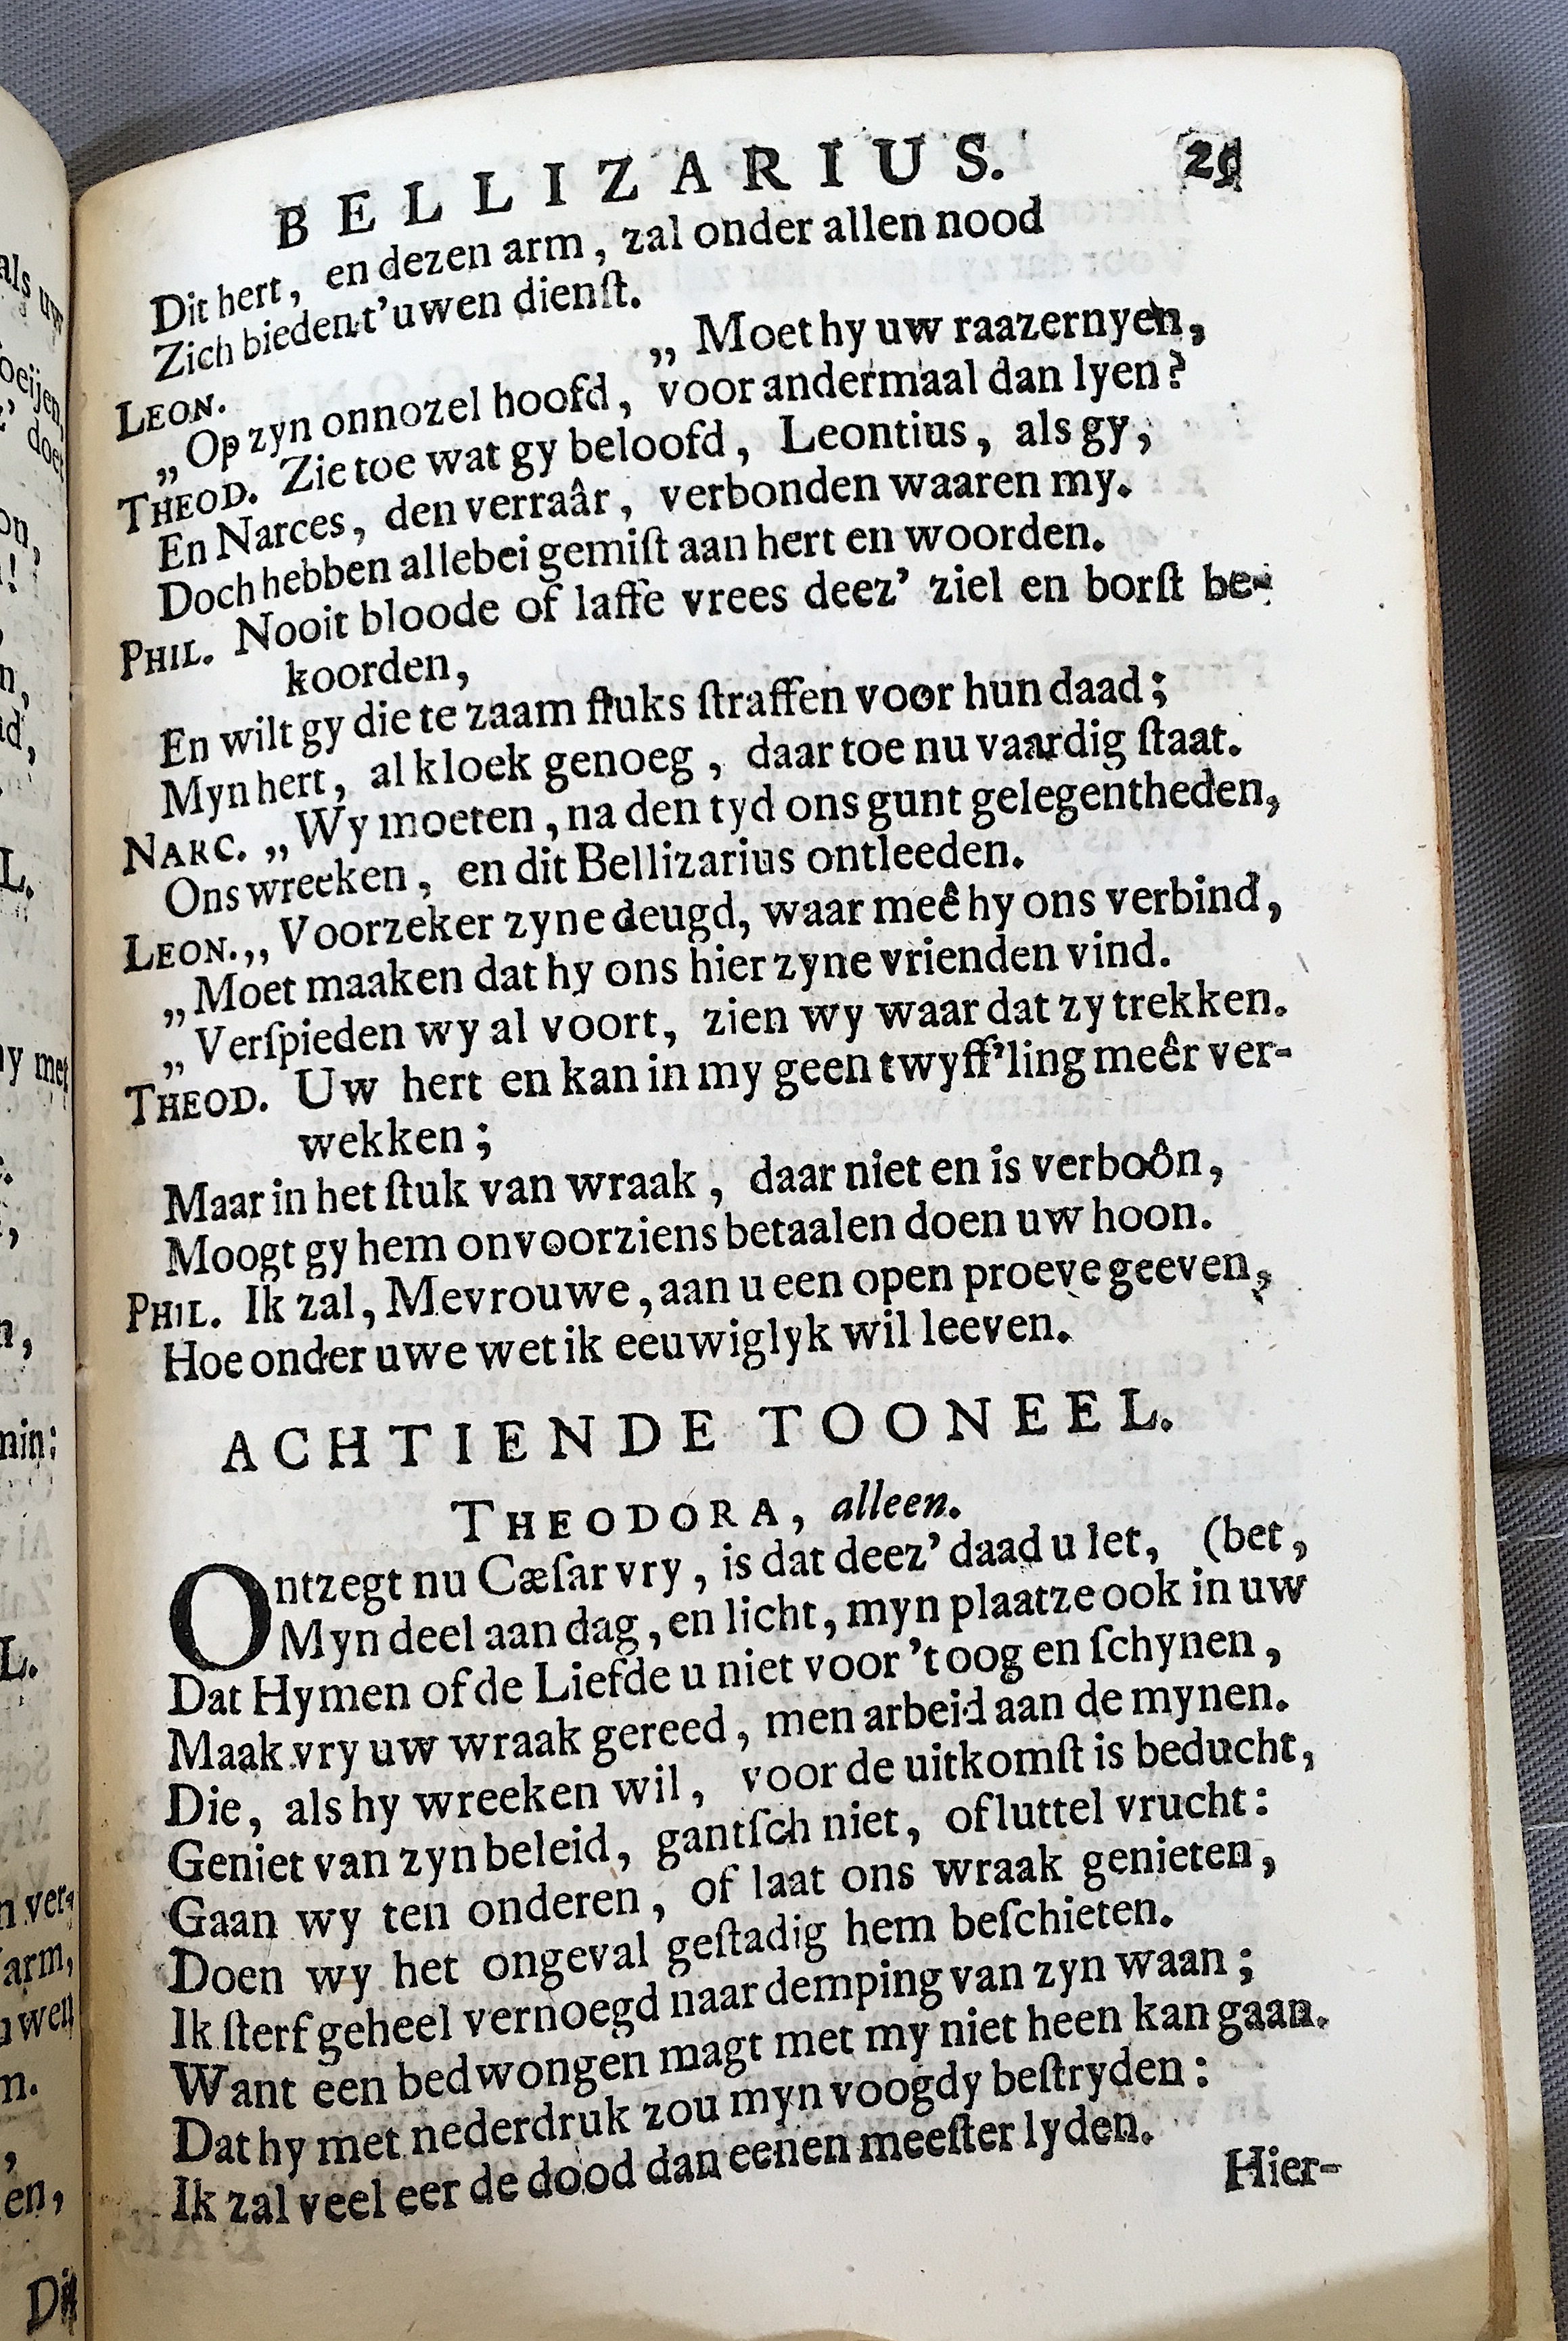 BELLIZARIUS. 29
Dit hert, en dezen arm, zal onder allen nood
Zich bieden t'uwen dienſt.
LEON. „Moet hy uw raazernyen,
„Op zyn onnozel hoofd, voor andermaal dan lyen?
THEOD. Zie toe wat gy beloofd, Leontius, als gy,
En Narces, den verraâr, verbonden waaren my.
Doch hebben allebei gemiſt aan hert en woorden.
PHIL. Nooit bloode of laffe vrees deez' ziel en borſt be-
koorden,
En wilt gy die te zaam fluks ſtraffen voor hun daad;
Myn hert, al kloek genoeg, daar toe nu vaardig ſtaat.
NARC. „Wy moeten, na den tyd ons gunt gelegentheden,
Ons wreeken, en dit Bellizarius ontleeden.
LEON. „Voorzeker zyne deugd, waar meê hy ons verbind,
„Moet maaken dat hy ons hier zyne vrienden vind.
„Verſpieden wy al voort, zien wy waar dat zy trekken.
THEOD. Uw hert en kan in my geen twyff'ling meêr ver-
wekken;
Maar in het ſtuk van wraak, daar niet en is verboôn,
Moogt gy hem onvoorziens betaalen doen uw hoon.
PHIL. Ik zal, Mevrouwe, aan u een open proeve geeven,
Hoe onder uwe wet ik eeuwiglyk wil leeven.
ACHTIENDE TOONEEL.
THEODORA, alleen.
Ontzegt nu Cæſar vry, is dat deez' daad u let, (bet,
Myn deel aan dag, en licht, myn plaatze ook in uw
Dat Hymen of de Liefde u niet voor 't oog en ſchynen,
Maak vry uw wraak gereed, men arbeid aan de mynen.
Die, als hy wreeken wil, voor de uitkomſt is beducht,
Geniet van zyn beleid, gantſch niet, of luttel vrucht:
Gaan wy ten onderen, of laat ons wraak genieten,
Doen wy het ongeval geſtadig hem beſchieten.
Ik ſterf geheel vernoegd naar demping van zyn waan;
Want een bedwongen magt met my niet heen kan gaan.
Dat hy met nederdruk zou myn voogdy beſtryden:
Ik zal veel eer de dood dan eenen meeſter lyden.
Hier-